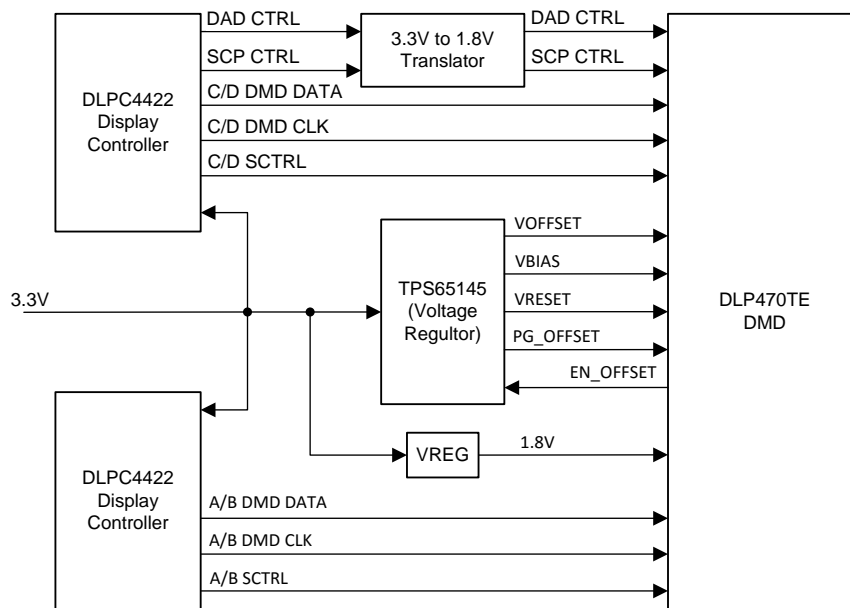 DAD CTRL
SCP CTRL
C/D DMD DATA
C/D DMD CLK
C/D SCTRL
DLPC4422
Display
Controller
3.3V to 1.8V
Translator
DAD CTRL
SCP CTRL
3.3V
TPS65145
(Voltage
Regultor)
VOFFSET
VBIAS
VRESET
PG_OFFSET
EN_OFFSET
DLP470TE
DMD
VREG
1.8V
DLPC4422
Display
Controller
A/B DMD DATA
A/B DMD CLK
A/B SCTRL